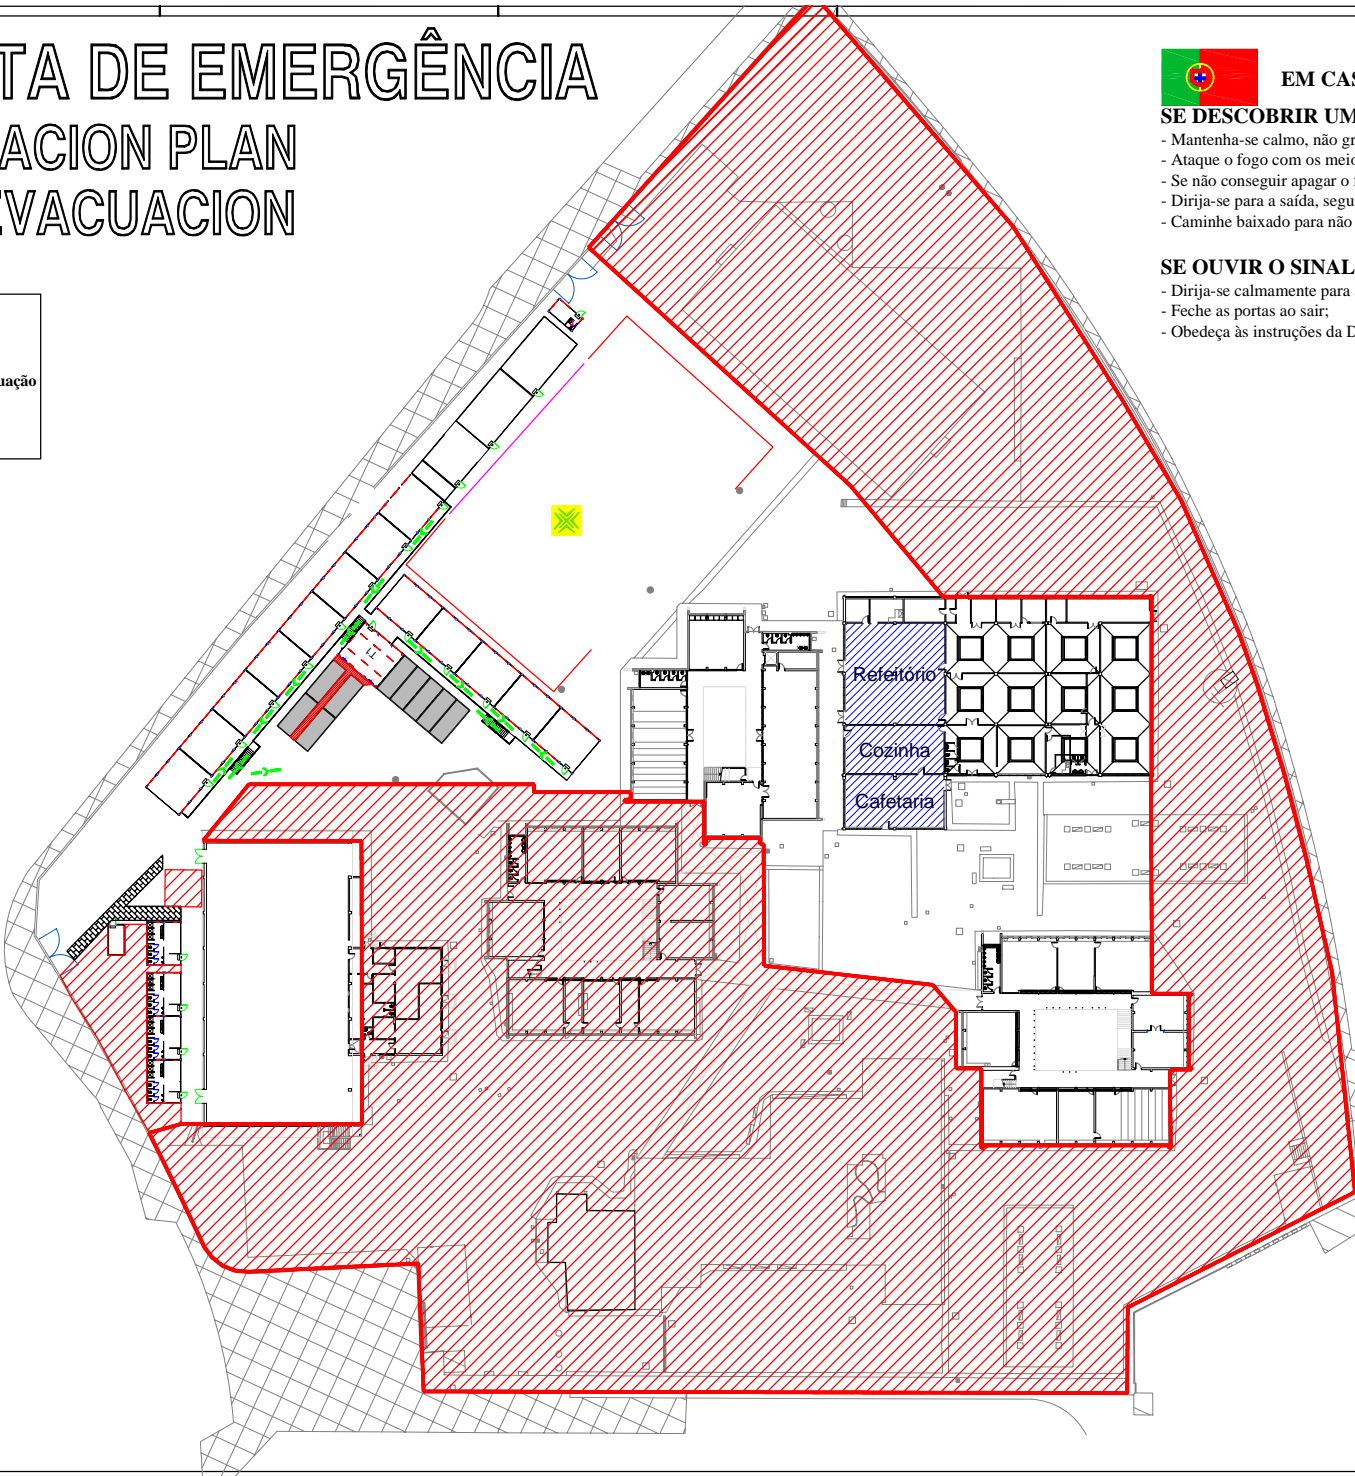 TA DE EMERGÊNCIA
ACION PLAN
EVACUACION
uação
EM CAS
SE DESCOBRIR UM
- Mantenha-se calmo, não gr
- Ataque o fogo com os meio
- Se não conseguir apagar o
- Dirija-se para a saída, segui
- Caminhe baixado para não
SE OUVIR O SINAL
- Dirija-se calmamente para
- Feche as portas ao sair;
- Obedeça às instruções da D
T1
Refeitório
Cozinha
Cafetaria